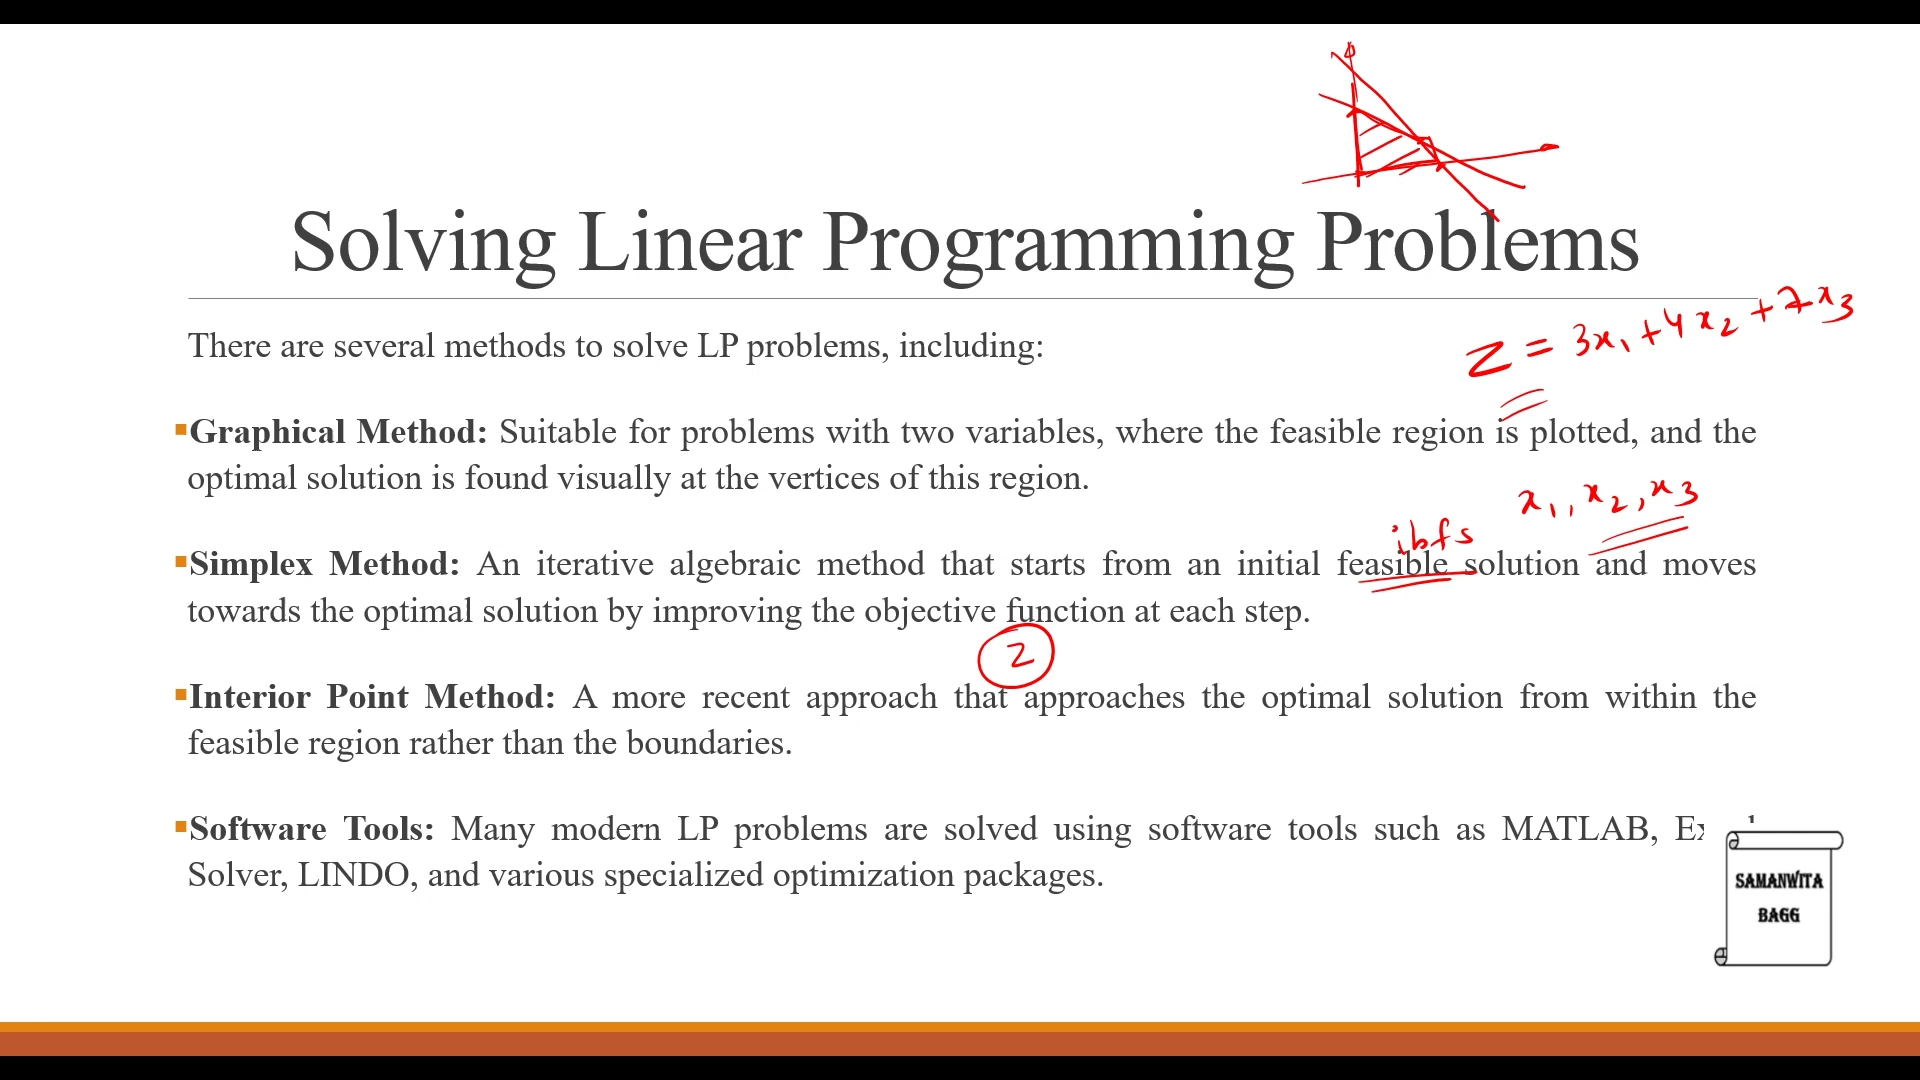 Solving Linear Programming Problems
Z = 3x₁ + 4x₂ + 7x₃
There are several methods to solve LP problems, including:
▪Graphical Method: Suitable for problems with two variables, where the feasible region is plotted, and the
optimal solution is found visually at the vertices of this region.
x₁, x₂, x₃
ibfs
▪Simplex Method: An iterative algebraic method that starts from an initial feasible solution and moves
towards the optimal solution by improving the objective function at each step.
Z
▪Interior Point Method: A more recent approach that approaches the optimal solution from within the
feasible region rather than the boundaries.
▪Software Tools: Many modern LP problems are solved using software tools such as MATLAB,
Solver, LINDO, and various specialized optimization packages.
SAMANWITA
BAGG